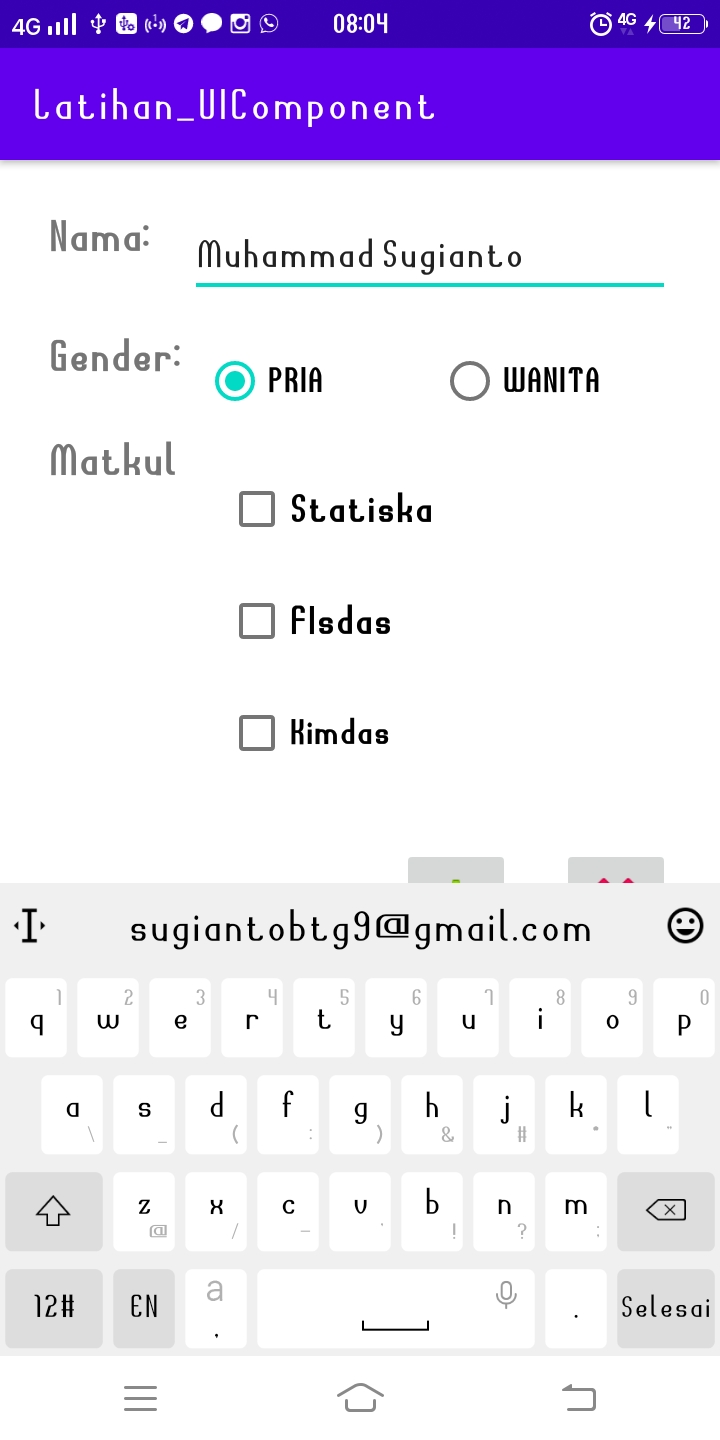 4G 08:04 4G 42
Latihan_UIComponent
Nama: Muhammad Sugianto
Gender: PRIA WANITA
Matkul
Statiska
FIsdas
Kimdas
sugiantobtg9@gmail.com
1 2 3 4 5 6 7 8 9 0
q w e r t y u i o p
a s d f g h j k l
\ _ ( : ) & # * "
z x c v b n m
@ / - ' ! ? ;
12# EN a , . Selesai